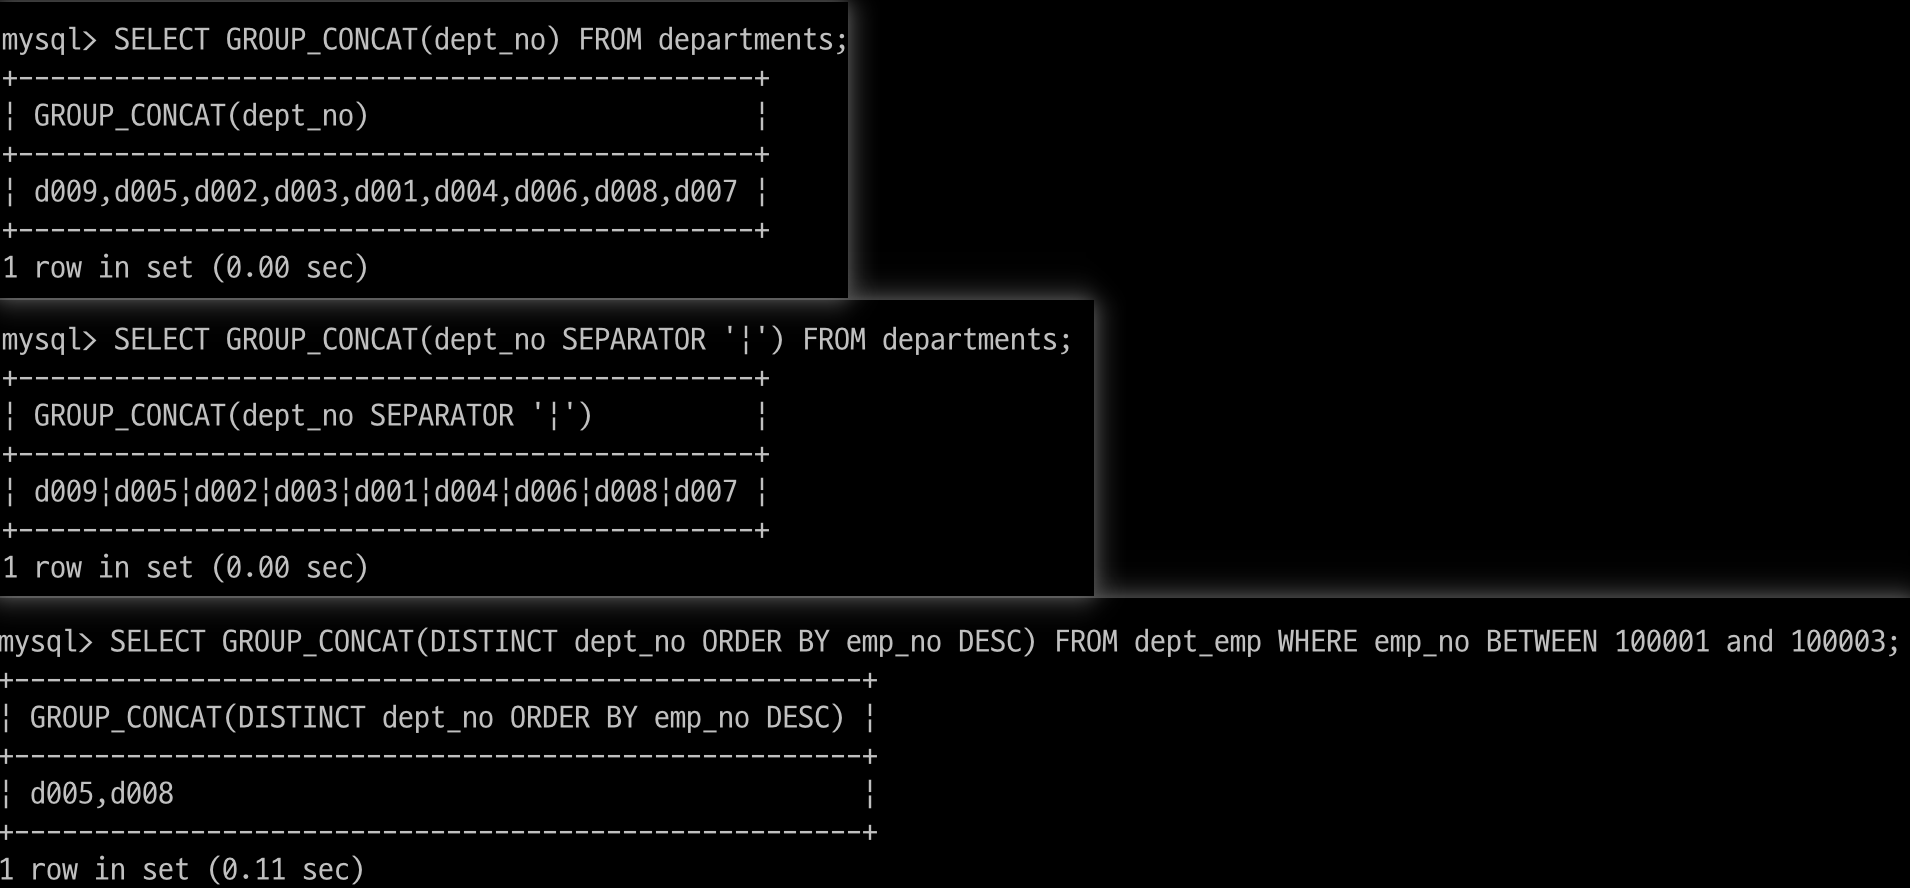 mysql> SELECT GROUP_CONCAT(dept_no) FROM departments;
+----------------------------------------------+
¦ GROUP_CONCAT(dept_no)                        ¦
+----------------------------------------------+
¦ d009,d005,d002,d003,d001,d004,d006,d008,d007 ¦
+----------------------------------------------+
1 row in set (0.00 sec)
mysql> SELECT GROUP_CONCAT(dept_no SEPARATOR '¦') FROM departments;
+----------------------------------------------+
¦ GROUP_CONCAT(dept_no SEPARATOR '¦')          ¦
+----------------------------------------------+
¦ d009¦d005¦d002¦d003¦d001¦d004¦d006¦d008¦d007 ¦
+----------------------------------------------+
1 row in set (0.00 sec)
mysql> SELECT GROUP_CONCAT(DISTINCT dept_no ORDER BY emp_no DESC) FROM dept_emp WHERE emp_no BETWEEN 100001 and 100003;
+-----------------------------------------------------+
¦ GROUP_CONCAT(DISTINCT dept_no ORDER BY emp_no DESC) ¦
+-----------------------------------------------------+
¦ d005,d008                                           ¦
+-----------------------------------------------------+
1 row in set (0.11 sec)